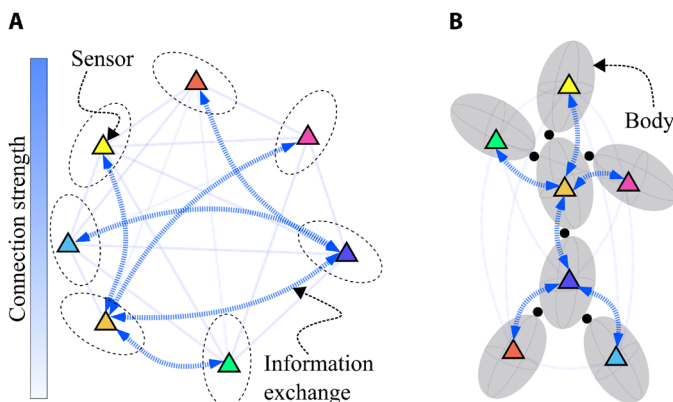 A
B
Sensor
Body
Connection strength
Information
exchange